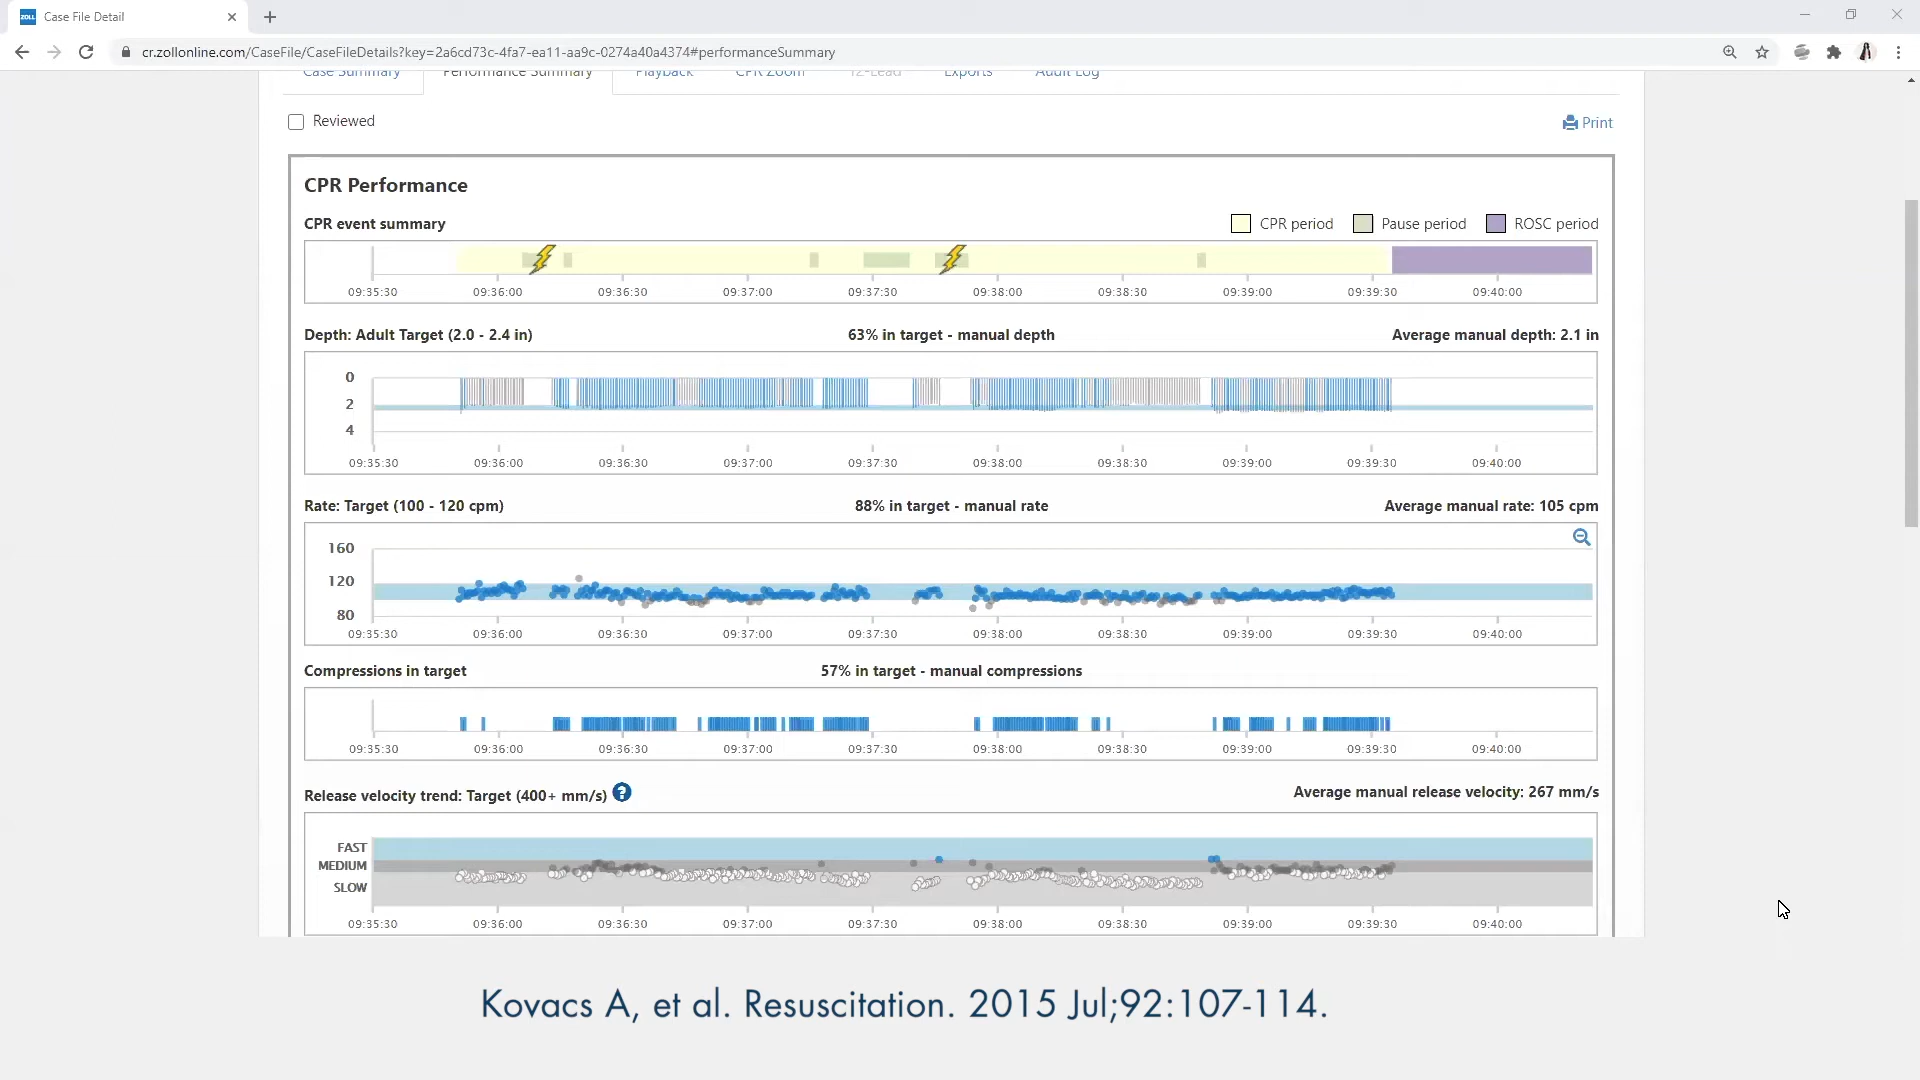 ZOLL Case File Detail
cr.zollonline.com/CaseFile/CaseFileDetails?key=2a6cd73c-4fa7-ea11-aa9c-0274a40a4374#performanceSummary
Case Summary Performance Summary Playback CPR Zoom 12-Lead Exports Audit Log
Reviewed
Print
CPR Performance
CPR event summary CPR period Pause period ROSC period
09:35:30 09:36:00 09:36:30 09:37:00 09:37:30 09:38:00 09:38:30 09:39:00 09:39:30 09:40:00
Depth: Adult Target (2.0 - 2.4 in) 63% in target - manual depth Average manual depth: 2.1 in
0
2
4
09:35:30 09:36:00 09:36:30 09:37:00 09:37:30 09:38:00 09:38:30 09:39:00 09:39:30 09:40:00
Rate: Target (100 - 120 cpm) 88% in target - manual rate Average manual rate: 105 cpm
160
120
80
09:35:30 09:36:00 09:36:30 09:37:00 09:37:30 09:38:00 09:38:30 09:39:00 09:39:30 09:40:00
Compressions in target 57% in target - manual compressions
09:35:30 09:36:00 09:36:30 09:37:00 09:37:30 09:38:00 09:38:30 09:39:00 09:39:30 09:40:00
Release velocity trend: Target (400+ mm/s) ? Average manual release velocity: 267 mm/s
FAST
MEDIUM
SLOW
09:35:30 09:36:00 09:36:30 09:37:00 09:37:30 09:38:00 09:38:30 09:39:00 09:39:30 09:40:00
Kovacs A, et al. Resuscitation. 2015 Jul;92:107-114.